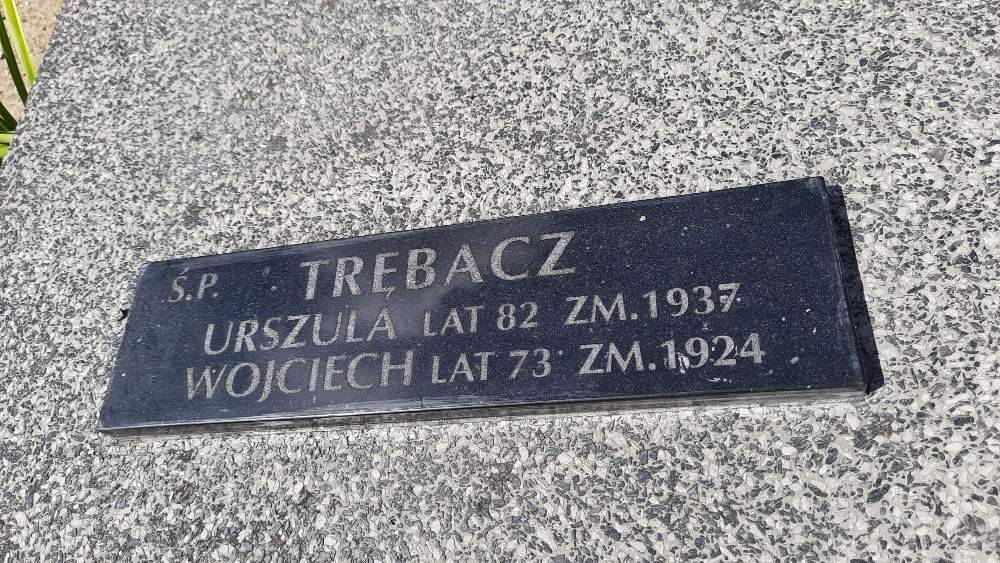 Ś.P. TRĘBACZ
URSZULA LAT 82 ZM.1937
WOJCIECH LAT 73 ZM.1924